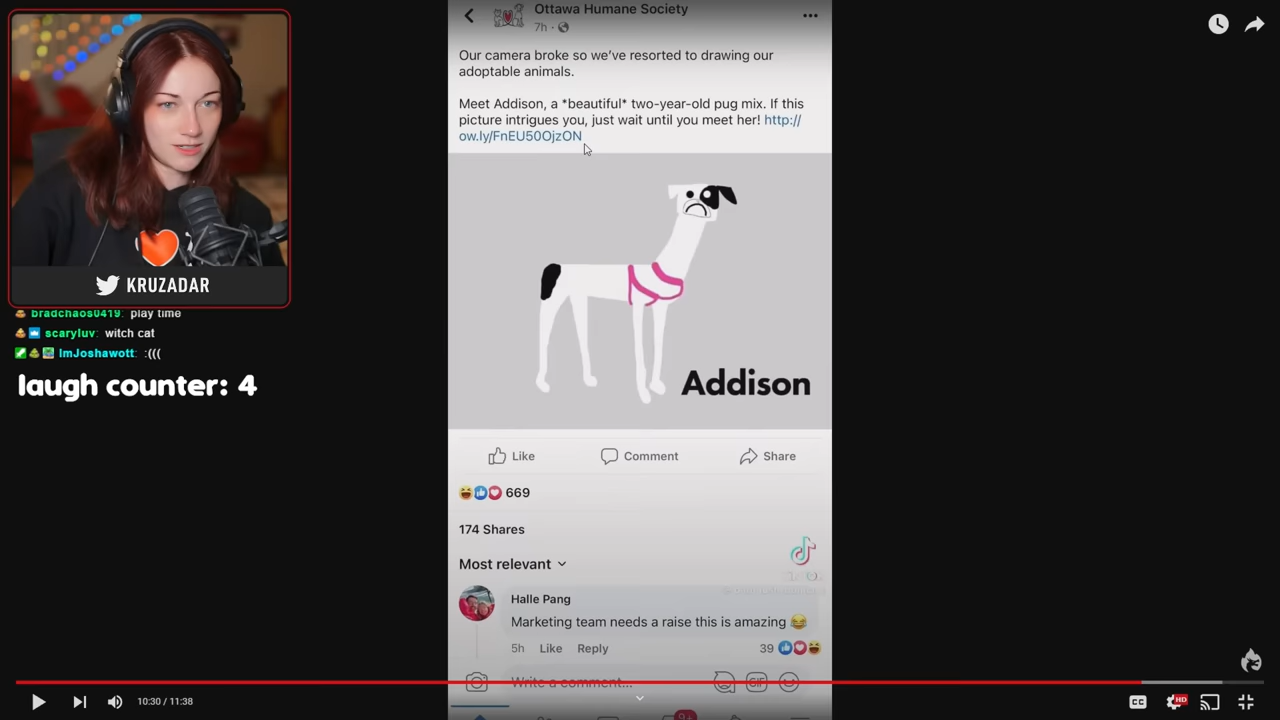 Ottawa Humane Society
7h ·
Our camera broke so we've resorted to drawing our
adoptable animals.
Meet Addison, a *beautiful* two-year-old pug mix. If this
picture intrigues you, just wait until you meet her! http://
ow.ly/FnEU50OjzON
Addison
Like Comment Share
669
174 Shares
Most relevant
Halle Pang
Marketing team needs a raise this is amazing 😂
5h Like Reply 39
Write a comment...
GIF
9+
KRUZADAR
bradchaos0419: play time
scaryluv: witch cat
ImJoshawott: :(((
laugh counter: 4
10:30 / 11:38
CC
HD